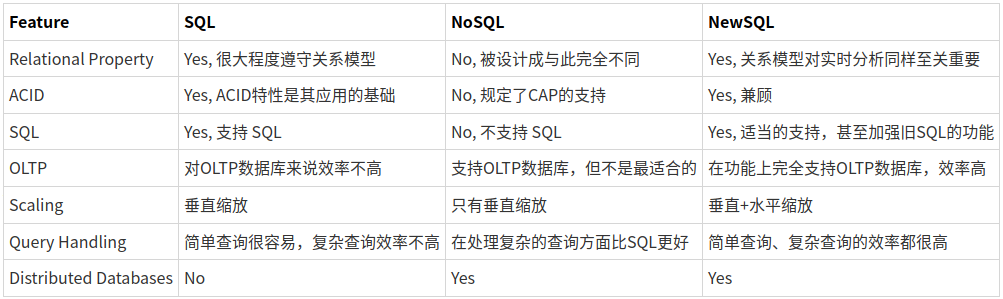 Feature SQL NoSQL NewSQL
Relational Property Yes, 很大程度遵守关系模型 No, 被设计成与此完全不同 Yes, 关系模型对实时分析同样至关重要
ACID Yes, ACID特性是其应用的基础 No, 规定了CAP的支持 Yes, 兼顾
SQL Yes, 支持 SQL No, 不支持 SQL Yes, 适当的支持，甚至加强旧SQL的功能
OLTP 对OLTP数据库来说效率不高 支持OLTP数据库，但不是最适合的 在功能上完全支持OLTP数据库，效率高
Scaling 垂直缩放 只有垂直缩放 垂直+水平缩放
Query Handling 简单查询很容易，复杂查询效率不高 在处理复杂的查询方面比SQL更好 简单查询、复杂查询的效率都很高
Distributed Databases No Yes Yes